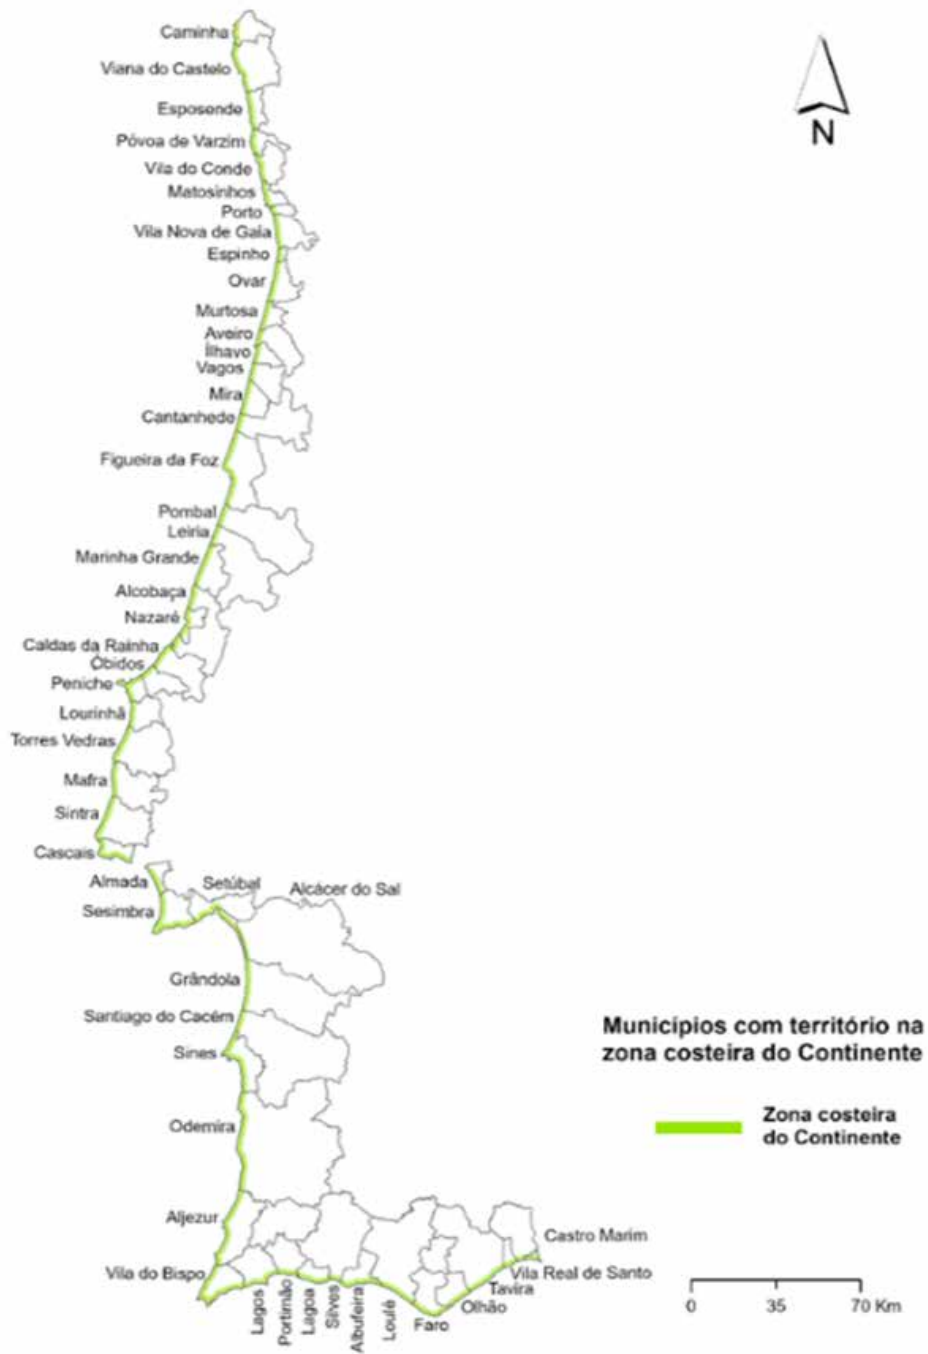 Caminha
Viana do Castelo
Esposende
Póvoa de Varzim
Vila do Conde
Matosinhos
Porto
Vila Nova de Gaia
Espinho
Ovar
Murtosa
Aveiro
Ílhavo
Vagos
Mira
Cantanhede
Figueira da Foz
Pombal
Leiria
Marinha Grande
Alcobaça
Nazaré
Caldas da Rainha
Óbidos
Peniche
Lourinhã
Torres Vedras
Mafra
Sintra
Cascais
Almada
Setúbal
Alcácer do Sal
Sesimbra
Grândola
Santiago do Cacém
Sines
Odemira
Aljezur
Vila do Bispo
Lagos
Portimão
Lagoa
Silves
Albufeira
Loulé
Faro
Olhão
Tavira
Vila Real de Santo
Castro Marim
N
Municípios com território na
zona costeira do Continente
Zona costeira
do Continente
0 35 70 Km